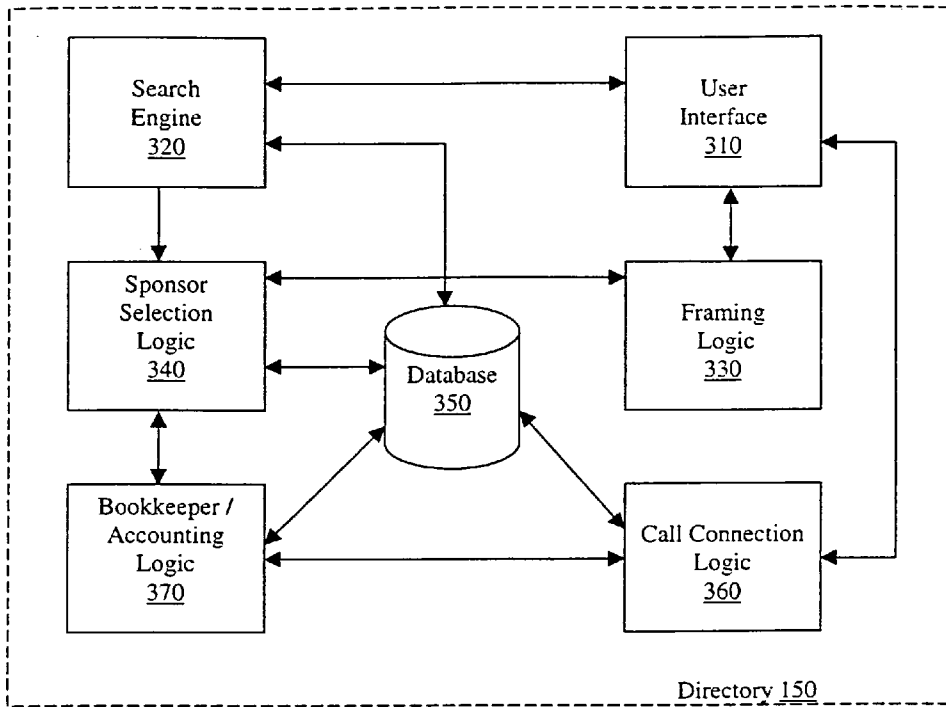 Search
Engine
320
User
Interface
310
Sponsor
Selection
Logic
340
Database
350
Framing
Logic
330
Bookkeeper /
Accounting
Logic
370
Call Connection
Logic
360
Directory 150